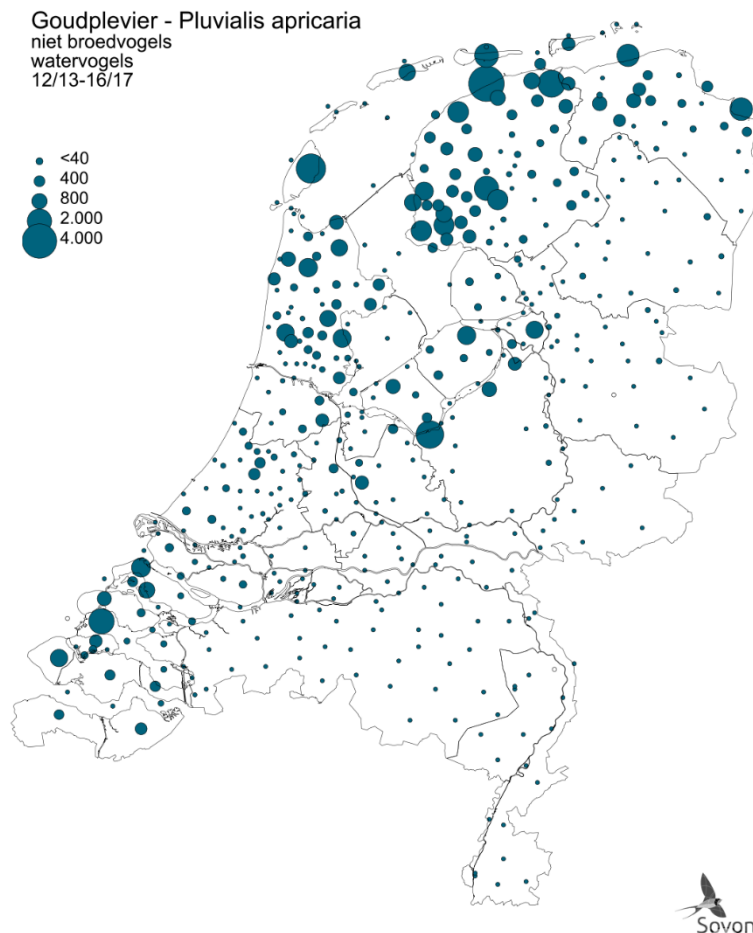 Goudplevier - Pluvialis apricaria
niet broedvogels
watervogels
12/13-16/17
<40
400
800
2.000
4.000
Sovon